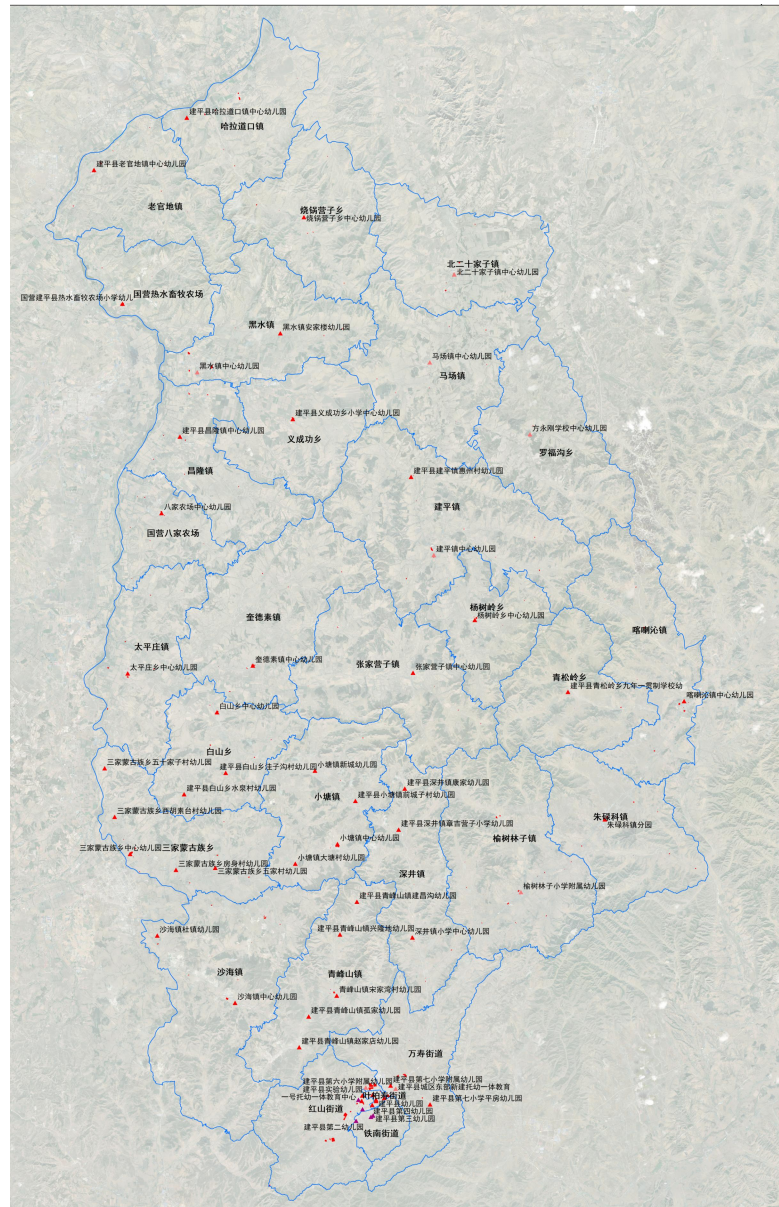 建平县哈拉道口镇中心幼儿园
哈拉道口镇
建平县老官地镇中心幼儿园
老官地镇
烧锅营子乡
烧锅营子乡中心幼儿园
北二十家子镇
北二十家子镇中心幼儿园
国营热水畜牧农场
国营建平县热水畜牧农场小学幼儿
黑水镇
黑水镇安家楼幼儿园
马场镇中心幼儿园
黑水镇中心幼儿园
马场镇
建平县义成功乡小学中心幼儿园
建平县昌隆镇中心幼儿园
义成功乡
方永刚学校中心幼儿园
罗福沟乡
昌隆镇
建平县建平镇惠州村幼儿园
建平镇
八家农场中心幼儿园
国营八家农场
建平镇中心幼儿园
杨树岭乡
杨树岭乡中心幼儿园
奎德素镇
喀喇沁镇
太平庄镇
奎德素镇中心幼儿园
张家营子镇
张家营子镇中心幼儿园
太平庄乡中心幼儿园
青松岭乡
建平县青松岭乡九年一贯制学校幼
喀喇沁镇中心幼儿园
白山乡中心幼儿园
白山乡
三家蒙古族乡五十家子村幼儿园
建平县白山乡庄子沟村幼儿园
小塘镇新城幼儿园
建平县白山乡水泉村幼儿园
小塘镇
建平县深井镇康家幼儿园
建平县小塘镇前城子村幼儿园
三家蒙古族乡西胡素台村幼儿园
朱碌科镇
朱碌科镇分园
建平县深井镇章吉营子小学幼儿园
榆树林子镇
小塘镇中心幼儿园
三家蒙古族乡中心幼儿园
三家蒙古族乡
三家蒙古族乡房身村幼儿园
三家蒙古族乡五家村幼儿园
小塘镇大塘村幼儿园
深井镇
榆树林子小学附属幼儿园
建平县青峰山镇建昌沟幼儿园
沙海镇杜镇幼儿园
建平县青峰山镇兴隆地幼儿园
深井镇小学中心幼儿园
沙海镇
青峰山镇
沙海镇中心幼儿园
青峰山镇宋家湾村幼儿园
建平县青峰山镇孤家幼儿园
建平县青峰山镇赵家店幼儿园
万寿街道
建平县第六小学附属幼儿园
建平县第七小学附属幼儿园
建平县实验幼儿园
建平县城区东部新建托幼一体教育
一号托幼一体教育中心
叶柏寿街道
建平县幼儿园
建平县第七小学平房幼儿园
红山街道
建平县第四幼儿园
建平县第三幼儿园
建平县第二幼儿园
铁南街道